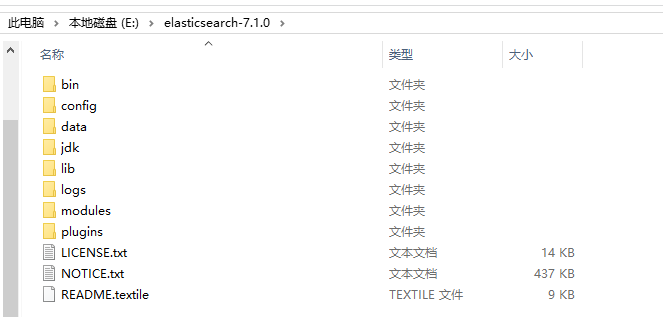 此电脑 > 本地磁盘 (E:) > elasticsearch-7.1.0 >
名称 类型 大小
bin 文件夹
config 文件夹
data 文件夹
jdk 文件夹
lib 文件夹
logs 文件夹
modules 文件夹
plugins 文件夹
LICENSE.txt 文本文档 14 KB
NOTICE.txt 文本文档 437 KB
README.textile TEXTILE 文件 9 KB